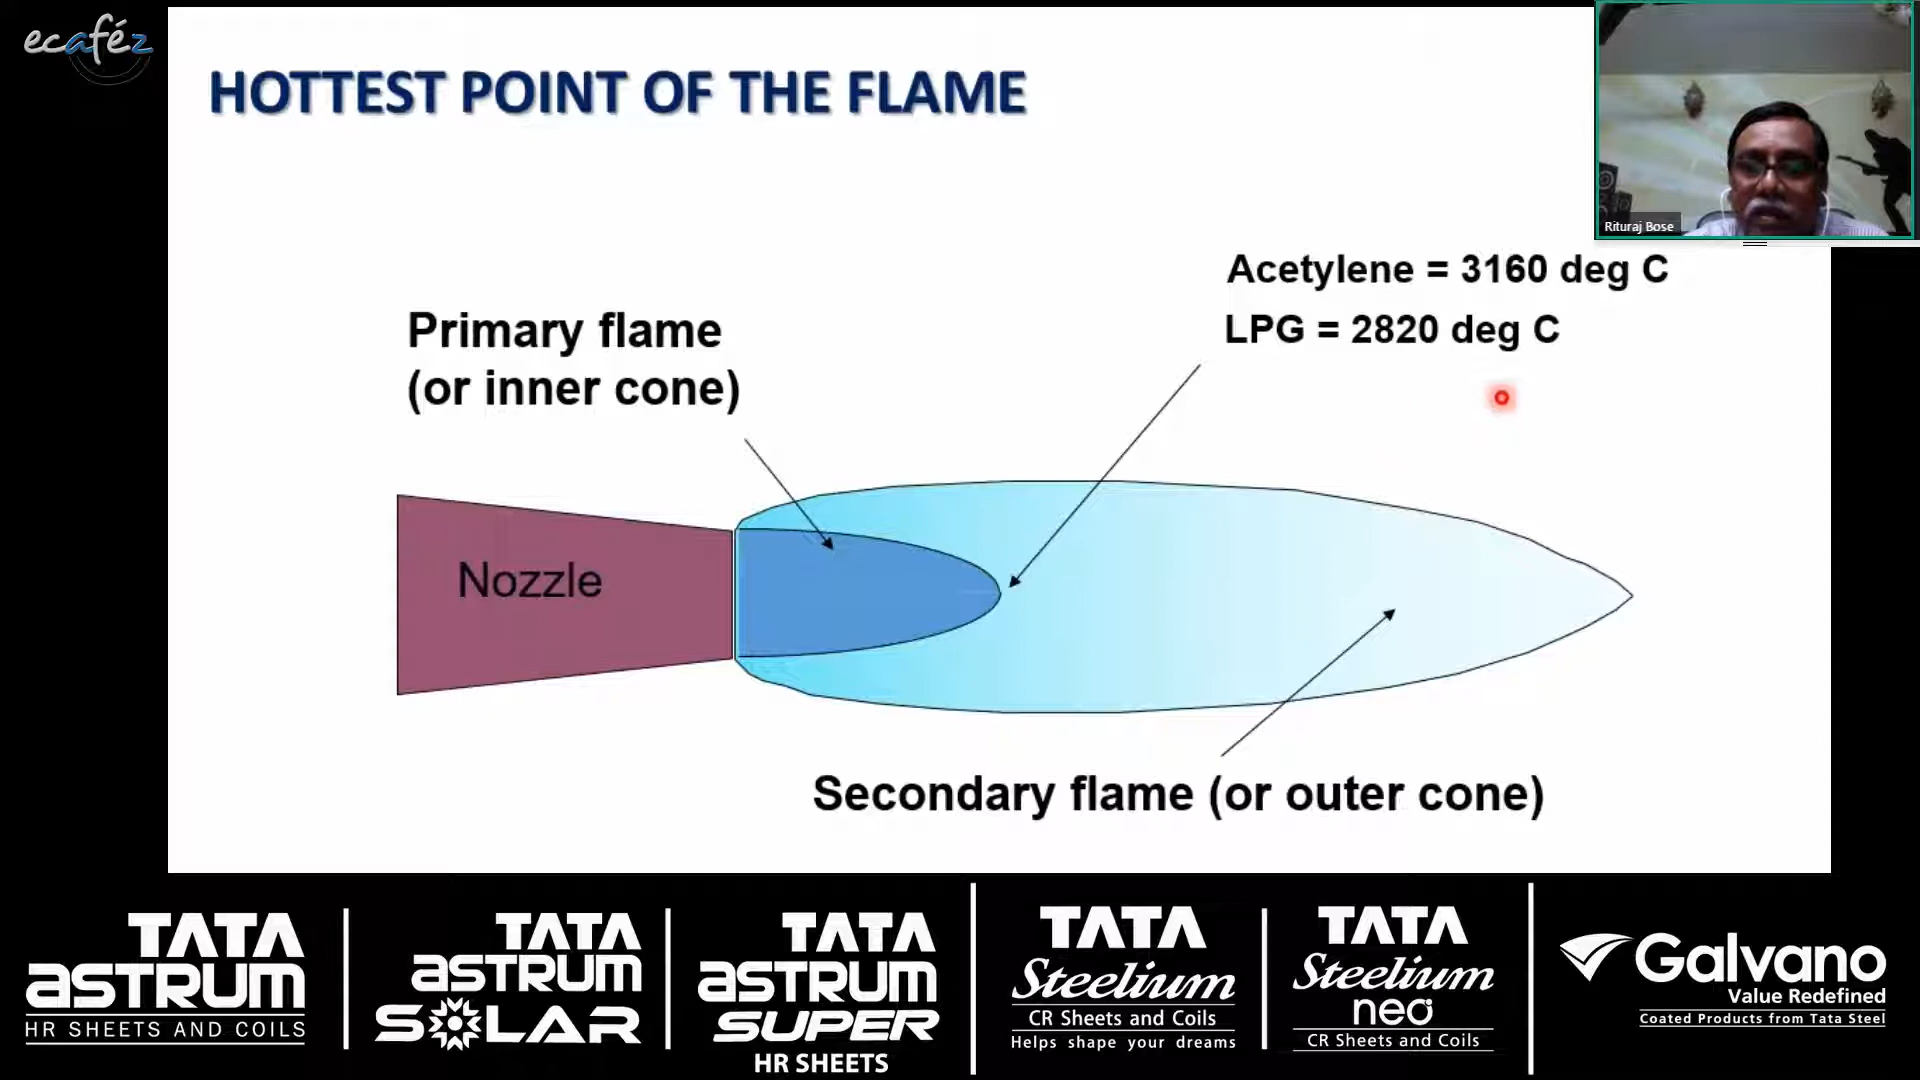 ecaféz
HOTTEST POINT OF THE FLAME
Rituraj Bose
Acetylene = 3160 deg C
LPG = 2820 deg C
Primary flame
(or inner cone)
Nozzle
Secondary flame (or outer cone)
TATA
ASTRUM
HR SHEETS AND COILS
TATA
ASTRUM
SOLAR
TATA
ASTRUM
SUPER
HR SHEETS
TATA
Steelium
CR Sheets and Coils
Helps shape your dreams
TATA
Steelium
neo
CR Sheets and Coils
Galvano
Value Redefined
Coated Products from Tata Steel